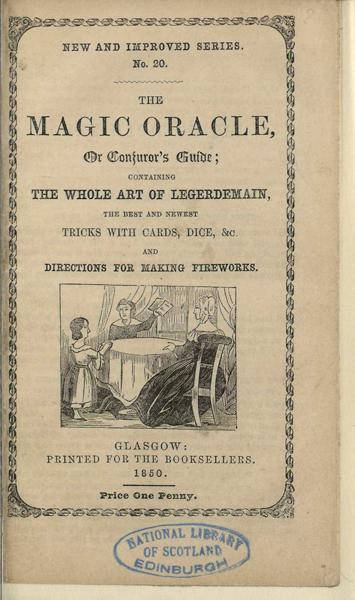 NEW AND IMPROVED SERIES.
No. 20.
THE
MAGIC ORACLE,
Or Conjuror's Guide;
CONTAINING
THE WHOLE ART OF LEGERDEMAIN,
THE BEST AND NEWEST
TRICKS WITH CARDS, DICE, &c.
AND
DIRECTIONS FOR MAKING FIREWORKS.
GLASGOW:
PRINTED FOR THE BOOKSELLERS.
1850.
Price One Penny.
NATIONAL LIBRARY
OF SCOTLAND
EDINBURGH